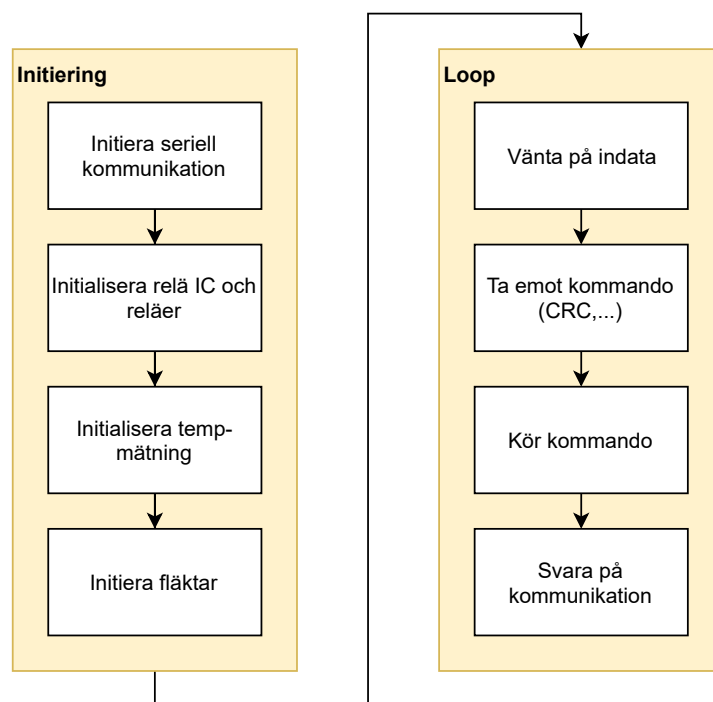 Initiering
Initiera seriell
kommunikation
Initialisera relä IC och
reläer
Initialisera temp-
mätning
Initiera fläktar
Loop
Vänta på indata
Ta emot kommando
(CRC,...)
Kör kommando
Svara på
kommunikation